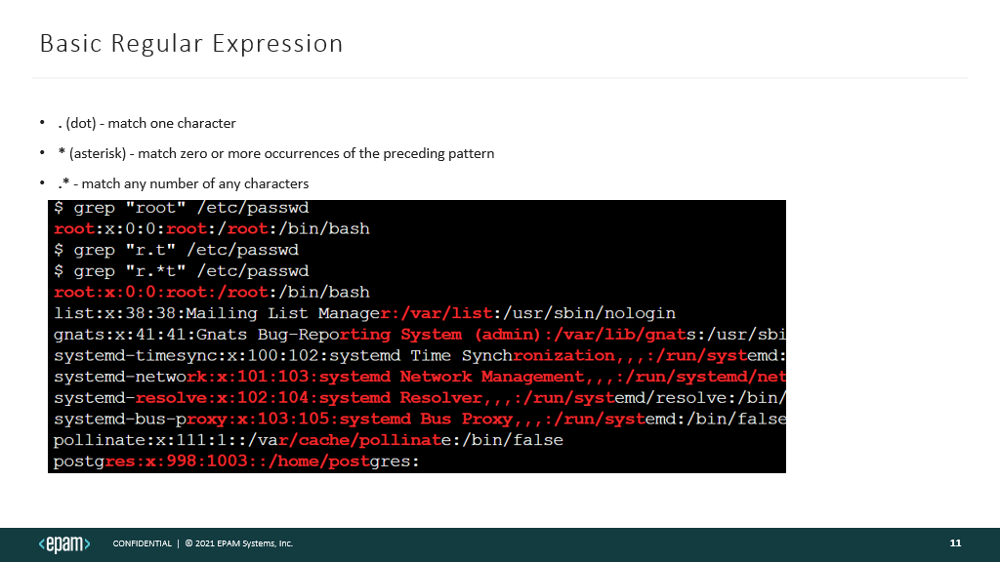 Basic Regular Expression
• . (dot) - match one character
• * (asterisk) - match zero or more occurrences of the preceding pattern
• .* - match any number of any characters
$ grep "root" /etc/passwd
root:x:0:0:root:/root:/bin/bash
$ grep "r.t" /etc/passwd
$ grep "r.*t" /etc/passwd
root:x:0:0:root:/root:/bin/bash
list:x:38:38:Mailing List Manager:/var/list:/usr/sbin/nologin
gnats:x:41:41:Gnats Bug-Reporting System (admin):/var/lib/gnats:/usr/sbi
systemd-timesync:x:100:102:systemd Time Synchronization,,,:/run/systemd:
systemd-network:x:101:103:systemd Network Management,,,:/run/systemd/net
systemd-resolve:x:102:104:systemd Resolver,,,:/run/systemd/resolve:/bin/
systemd-bus-proxy:x:103:105:systemd Bus Proxy,,,:/run/systemd:/bin/false
pollinate:x:111:1::/var/cache/pollinate:/bin/false
postgres:x:998:1003::/home/postgres:
<epam> CONFIDENTIAL | © 2021 EPAM Systems, Inc. 11